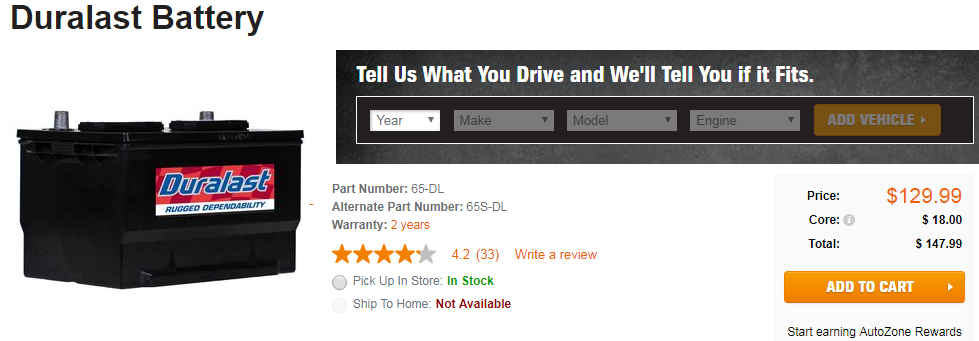 Duralast Battery
Tell Us What You Drive and We'll Tell You if it Fits.
Year Make Model Engine ADD VEHICLE
Duralast
RUGGED DEPENDABILITY
Part Number: 65-DL
Alternate Part Number: 65S-DL
Warranty: 2 years
4.2 (33) Write a review
Pick Up In Store: In Stock
Ship To Home: Not Available
Price: $129.99
Core: $ 18.00
Total: $ 147.99
ADD TO CART
Start earning AutoZone Rewards